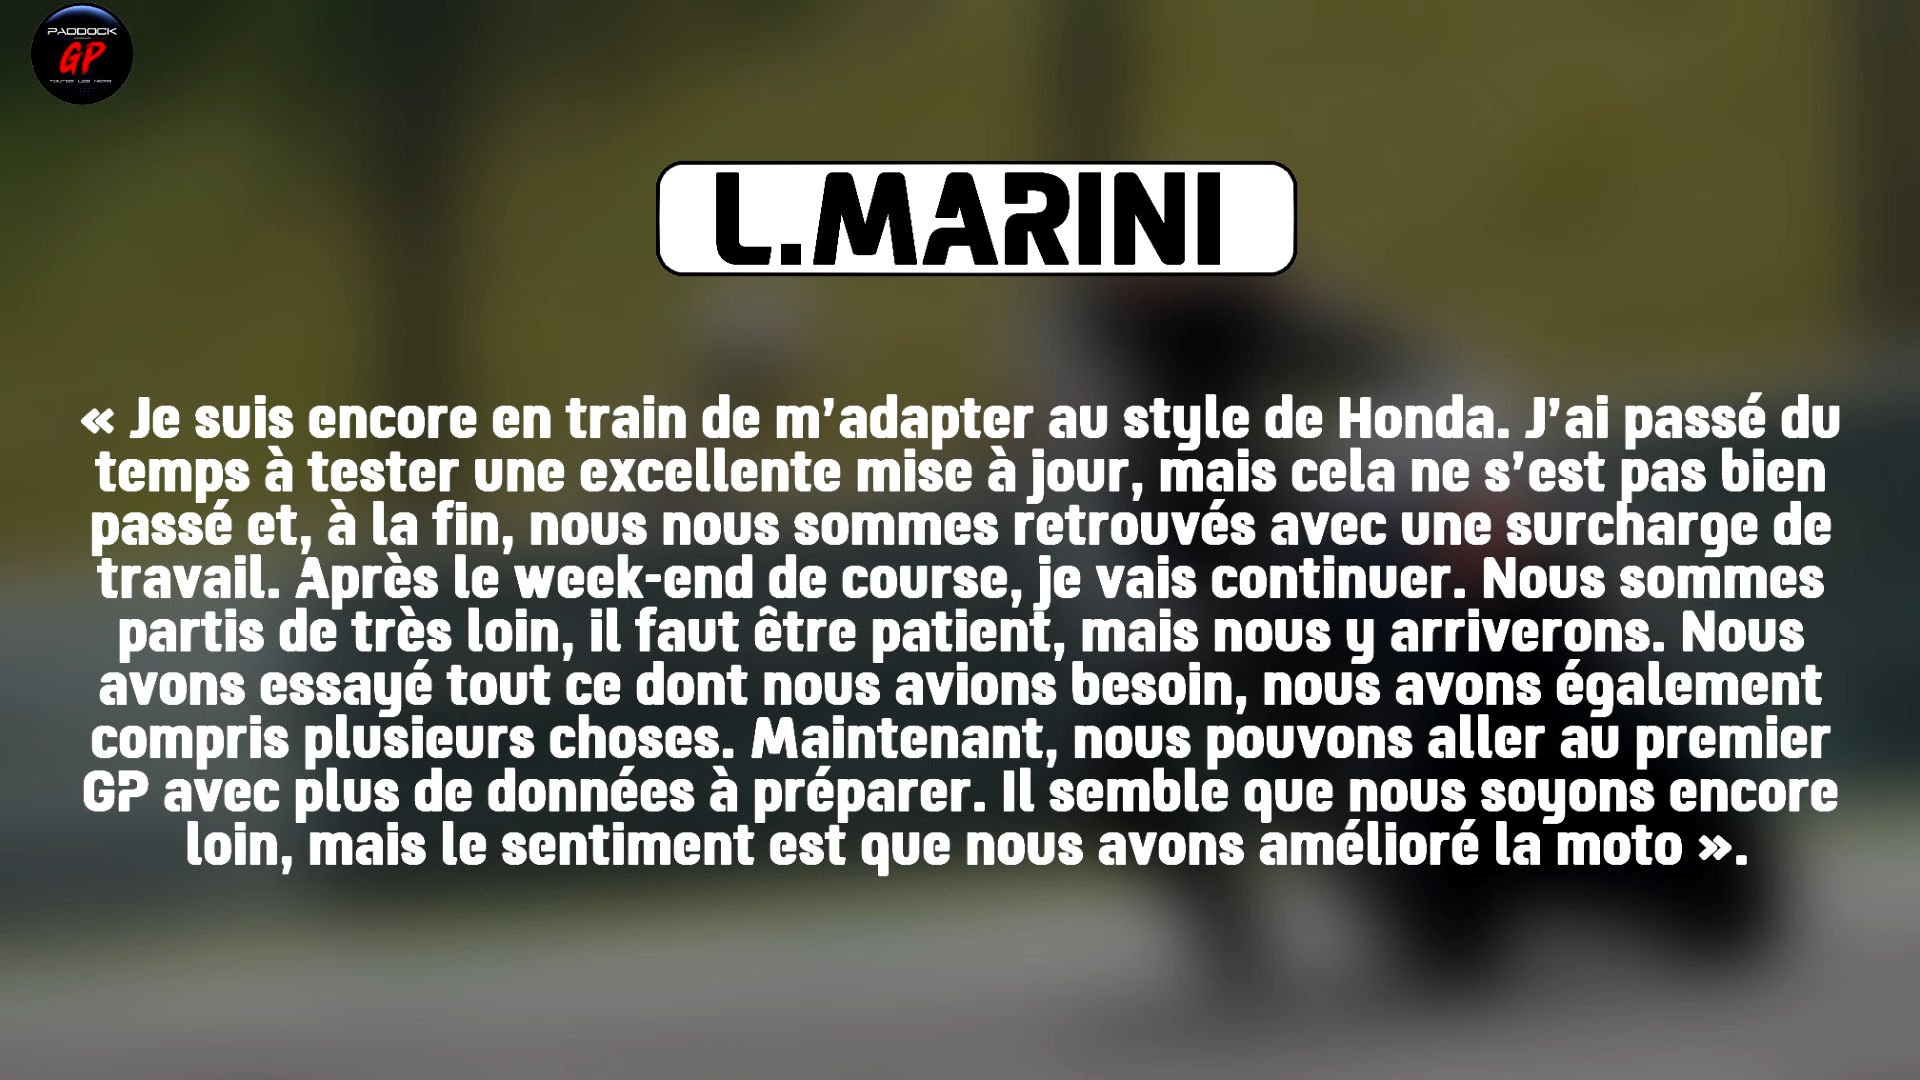 PADDOCK
GP
TOUTES LES NEWS
L.MARINI
« Je suis encore en train de m’adapter au style de Honda. J’ai passé du
temps à tester une excellente mise à jour, mais cela ne s’est pas bien
passé et, à la fin, nous nous sommes retrouvés avec une surcharge de
travail. Après le week-end de course, je vais continuer. Nous sommes
partis de très loin, il faut être patient, mais nous y arriverons. Nous
avons essayé tout ce dont nous avions besoin, nous avons également
compris plusieurs choses. Maintenant, nous pouvons aller au premier
GP avec plus de données à préparer. Il semble que nous soyons encore
loin, mais le sentiment est que nous avons amélioré la moto ».